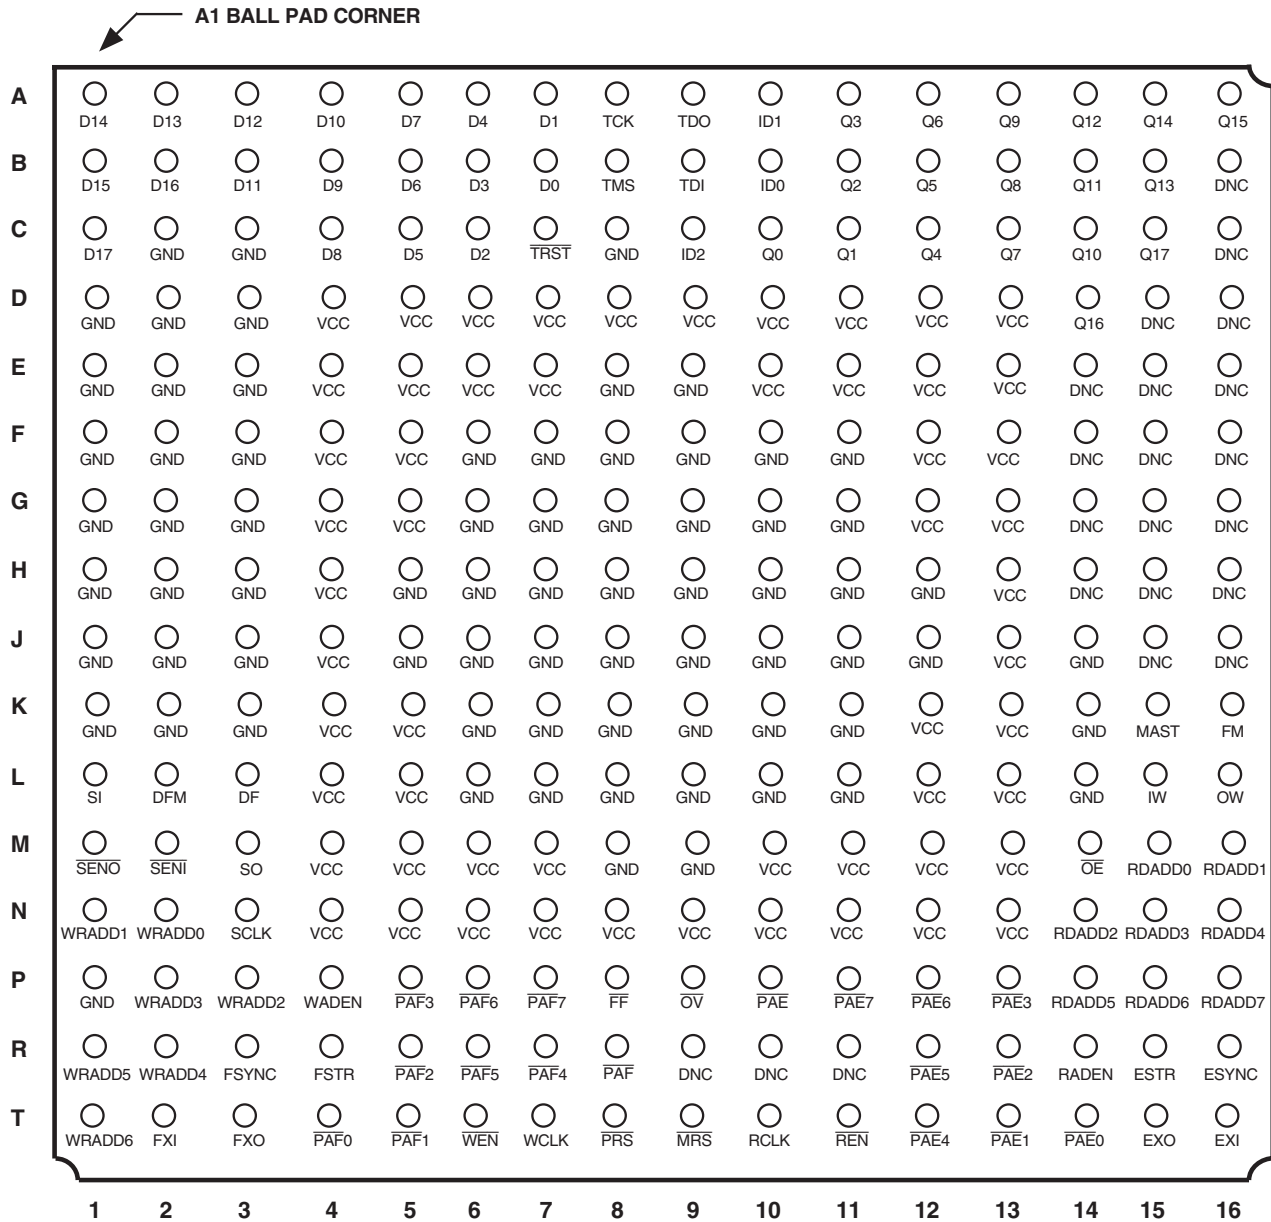 A1 BALL PAD CORNER
A
D14 D13 D12 D10 D7 D4 D1 TCK TDO ID1 Q3 Q6 Q9 Q12 Q14 Q15
B
D15 D16 D11 D9 D6 D3 D0 TMS TDI ID0 Q2 Q5 Q8 Q11 Q13 DNC
C
D17 GND GND D8 D5 D2 TRST GND ID2 Q0 Q1 Q4 Q7 Q10 Q17 DNC
D
GND GND GND VCC VCC VCC VCC VCC VCC VCC VCC VCC VCC Q16 DNC DNC
E
GND GND GND VCC VCC VCC VCC GND GND VCC VCC VCC VCC DNC DNC DNC
F
GND GND GND VCC VCC GND GND GND GND GND GND VCC VCC DNC DNC DNC
G
GND GND GND VCC VCC GND GND GND GND GND GND VCC VCC DNC DNC DNC
H
GND GND GND VCC GND GND GND GND GND GND GND GND VCC DNC DNC DNC
J
GND GND GND VCC GND GND GND GND GND GND GND GND VCC GND DNC DNC
K
GND GND GND VCC VCC GND GND GND GND GND GND VCC VCC GND MAST FM
L
SI DFM DF VCC VCC GND GND GND GND GND GND VCC VCC GND IW OW
M
SENO SENI SO VCC VCC VCC VCC GND GND VCC VCC VCC VCC OE RDADD0 RDADD1
N
WRADD1 WRADD0 SCLK VCC VCC VCC VCC VCC VCC VCC VCC VCC VCC RDADD2 RDADD3 RDADD4
P
GND WRADD3 WRADD2 WADEN PAF3 PAF6 PAF7 FF OV PAE PAE7 PAE6 PAE3 RDADD5 RDADD6 RDADD7
R
WRADD5 WRADD4 FSYNC FSTR PAF2 PAF5 PAF4 PAF DNC DNC DNC PAE5 PAE2 RADEN ESTR ESYNC
T
WRADD6 FXI FXO PAF0 PAF1 WEN WCLK PRS MRS RCLK REN PAE4 PAE1 PAE0 EXO EXI
1 2 3 4 5 6 7 8 9 10 11 12 13 14 15 16